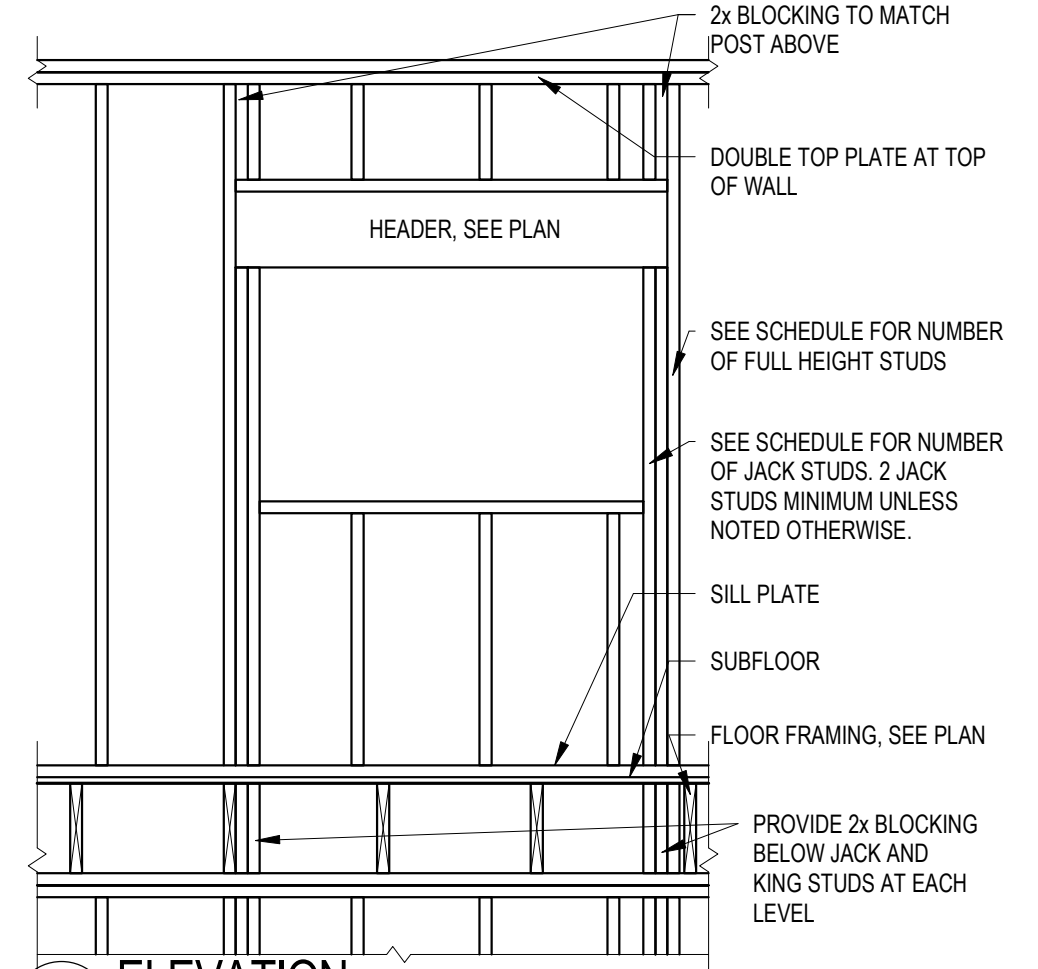 2x BLOCKING TO MATCH
POST ABOVE
DOUBLE TOP PLATE AT TOP
OF WALL
HEADER, SEE PLAN
SEE SCHEDULE FOR NUMBER
OF FULL HEIGHT STUDS
SEE SCHEDULE FOR NUMBER
OF JACK STUDS. 2 JACK
STUDS MINIMUM UNLESS
NOTED OTHERWISE.
SILL PLATE
SUBFLOOR
FLOOR FRAMING, SEE PLAN
PROVIDE 2x BLOCKING
BELOW JACK AND
KING STUDS AT EACH
LEVEL
ELEVATION